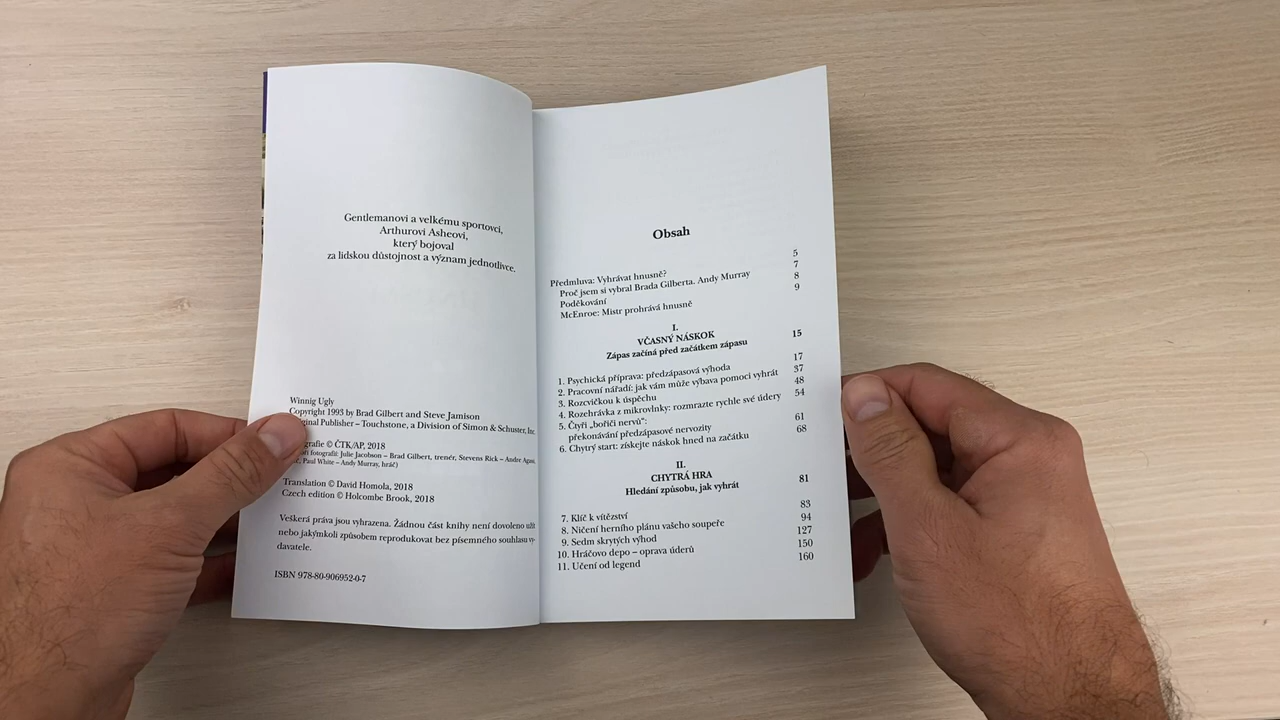 Gentlemanovi a velkému sportovci,
Arthurovi Asheovi,
který bojoval
za lidskou důstojnost a význam jednotlivce.
Winnig Ugly
Copyright 1993 by Brad Gilbert and Steve Jamison
Original Publisher – Touchstone, a Division of Simon & Schuster, Inc.
© ČTK/AP, 2018
fotografií: Julie Jacobson – Brad Gilbert, trenér, Stevens Rick – Andre
Paul White – Andy Murray, hráč)
Translation © David Homola, 2018
Czech edition © Holcombe Brook, 2018
Veškerá práva jsou vyhrazena. Žádnou část knihy není dovoleno užít
nebo jakýmkoli způsobem reprodukovat bez písemného souhlasu vy-
davatele.
ISBN 978-80-906952-0-7
Obsah
Předmluva: Vyhrávat hnusně? 5
Proč jsem si vybral Brada Gilberta. Andy Murray 7
Poděkování 8
McEnroe: Mistr prohrává hnusně 9
I.
VČASNÝ NÁSKOK
Zápas začíná před začátkem zápasu 15
1. Psychická příprava: předzápasová výhoda 17
2. Pracovní nářadí: jak vám může výbava pomoci vyhrát 37
3. Rozcvičkou k úspěchu 48
4. Rozehrávka z mikrovlnky: rozmrazte rychle své údery 54
5. Čtyři „bořiči nervů“:
překonávání předzápasové nervozity 61
6. Chytrý start: získejte náskok hned na začátku 68
II.
CHYTRÁ HRA
Hledání způsobu, jak vyhrát 81
7. Klíč k vítězství 83
8. Ničení herního plánu vašeho soupeře 94
9. Sedm skrytých výhod 127
10. Hráčovo depo – oprava úderů 150
11. Učení od legend 160